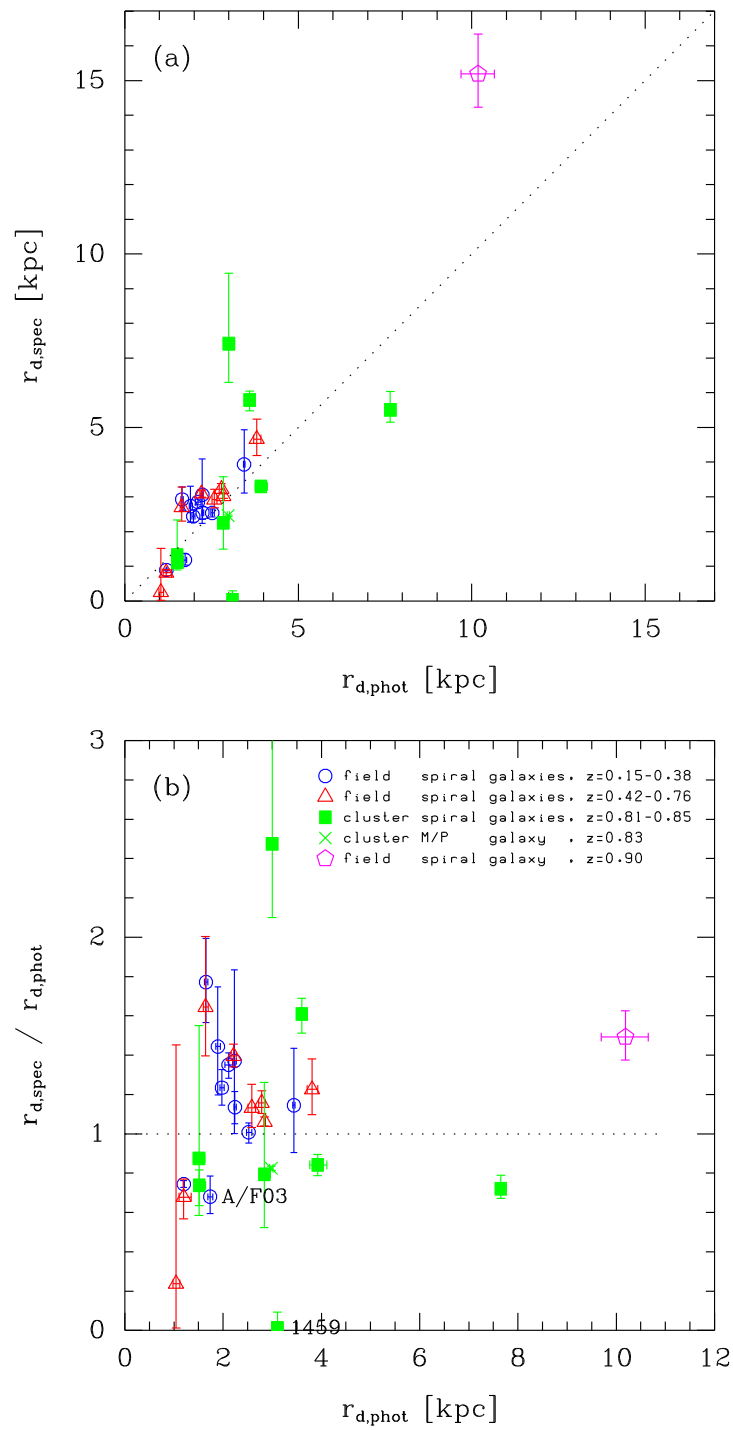 (a)
15
10
5
0
r_d,spec [kpc]
0 5 10 15
r_d,phot [kpc]
(b)
field spiral galaxies, z=0.15-0.38
field spiral galaxies, z=0.42-0.76
cluster spiral galaxies, z=0.81-0.85
cluster M/P galaxy , z=0.83
field spiral galaxy , z=0.90
3
2
1
0
r_d,spec / r_d,phot
A/F03
1459
0 2 4 6 8 10 12
r_d,phot [kpc]